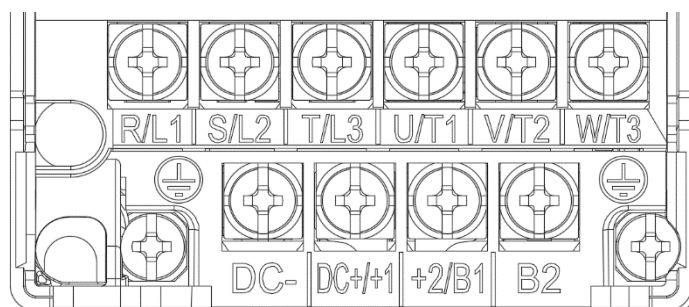 R/L1 S/L2 T/L3 U/T1 V/T2 W/T3
DC- DC+/+1 +2/B1 B2